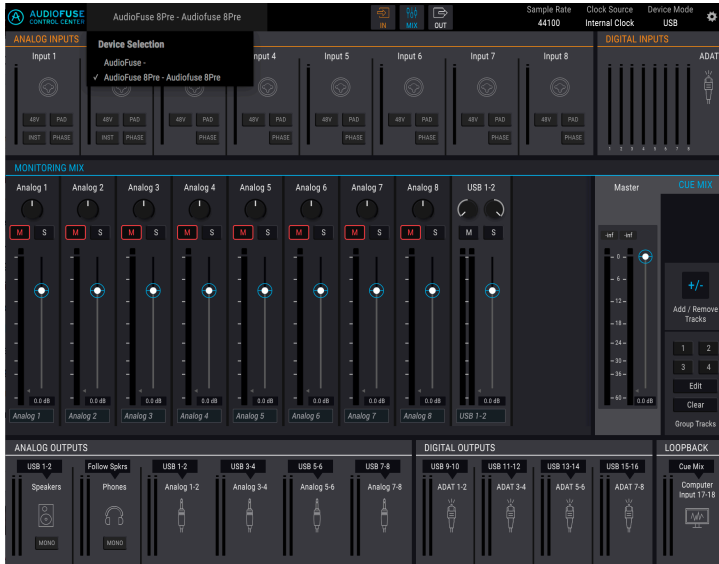 AUDIOFUSE
CONTROL CENTER
AudioFuse 8Pre - Audiofuse 8Pre
IN MIX OUT
Sample Rate Clock Source Device Mode
44100 Internal Clock USB
Device Selection
AudioFuse -
✓ AudioFuse 8Pre - Audiofuse 8Pre
ANALOG INPUTS DIGITAL INPUTS
Input 1 Input 5 Input 6 Input 7 Input 8 ADAT
48V PAD 48V PAD 48V PAD 48V PAD 48V PAD 48V PAD 48V PAD 48V PAD
INST PHASE INST PHASE PHASE PHASE PHASE PHASE PHASE PHASE
1 2 3 4 5 6 7 8
MONITORING MIX CUE MIX
Analog 1 Analog 2 Analog 3 Analog 4 Analog 5 Analog 6 Analog 7 Analog 8 USB 1-2 Master
M S M S M S M S M S M S M S M S M S
-inf -inf
0
6
12
18
24
30
36
60
0.0 dB 0.0 dB 0.0 dB 0.0 dB 0.0 dB 0.0 dB 0.0 dB 0.0 dB 0.0 dB 0.0 dB
Analog 1 Analog 2 Analog 3 Analog 4 Analog 5 Analog 6 Analog 7 Analog 8 USB 1-2
+/-
Add / Remove
Tracks
1 2
3 4
Edit
Clear
Group Tracks
ANALOG OUTPUTS DIGITAL OUTPUTS LOOPBACK
USB 1-2 Follow Spkrs USB 1-2 USB 3-4 USB 5-6 USB 7-8 USB 9-10 USB 11-12 USB 13-14 USB 15-16 Cue Mix
Speakers Phones Analog 1-2 Analog 3-4 Analog 5-6 Analog 7-8 ADAT 1-2 ADAT 3-4 ADAT 5-6 ADAT 7-8 Computer
Input 17-18
MONO MONO